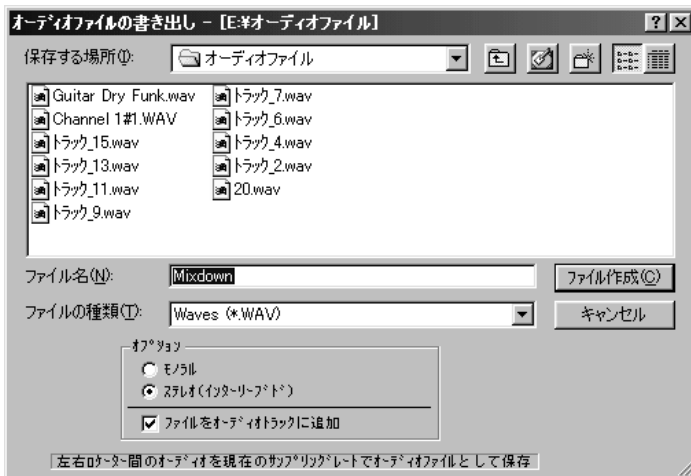 オーディオファイルの書き出し - [E:¥オーディオファイル]
保存する場所(I):
オーディオファイル
Guitar Dry Funk.wav
Channel 1#1.WAV
トラック_15.wav
トラック_13.wav
トラック_11.wav
トラック_9.wav
トラック_7.wav
トラック_6.wav
トラック_4.wav
トラック_2.wav
20.wav
ファイル名(N):
Mixdown
ファイル作成(C)
ファイルの種類(T):
Waves (*.WAV)
キャンセル
オプション
モノラル
ステレオ(インターリーブド)
ファイルをオーディオトラックに追加
左右ロケーター間のオーディオを現在のサンプリングレートでオーディオファイルとして保存